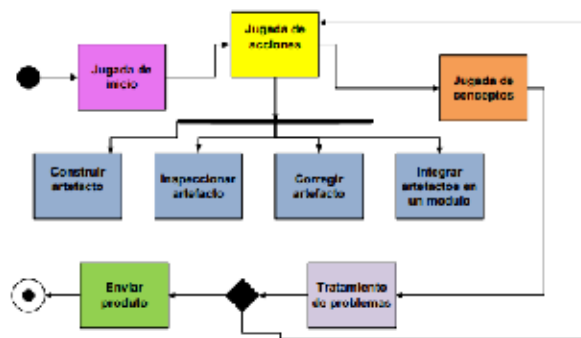 Jugada de
inicio
Jugada de
acciones
Jugada de
conseptos
Construir
artefacto
Inspeccionar
artefacto
Corregir
artefacto
Integrar
artefactos en
un modulo
Enviar
produto
Tratamiento
de problemas